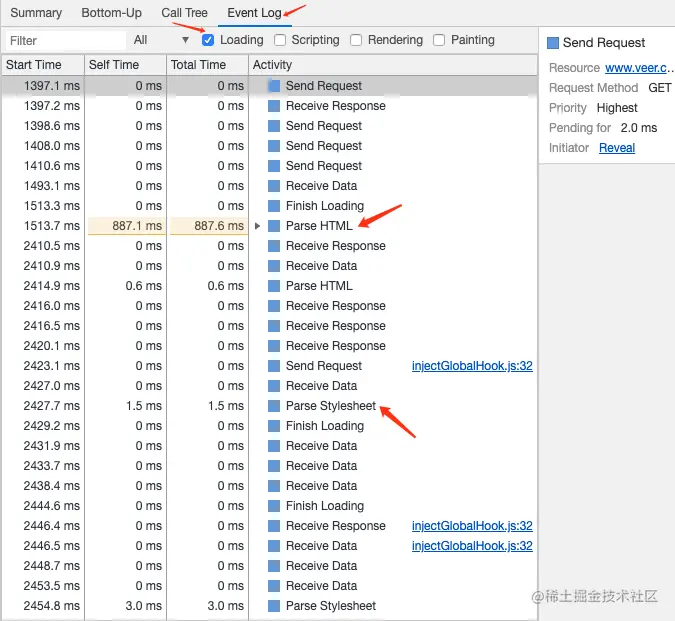 Summary Bottom-Up Call Tree Event Log
Filter All ▼ Loading Scripting Rendering Painting
Start Time Self Time Total Time Activity
1397.1 ms 0 ms 0 ms Send Request
1397.2 ms 0 ms 0 ms Receive Response
1398.6 ms 0 ms 0 ms Send Request
1408.0 ms 0 ms 0 ms Send Request
1410.6 ms 0 ms 0 ms Send Request
1493.1 ms 0 ms 0 ms Receive Data
1513.3 ms 0 ms 0 ms Finish Loading
1513.7 ms 887.1 ms 887.6 ms Parse HTML
2410.5 ms 0 ms 0 ms Receive Response
2410.9 ms 0 ms 0 ms Receive Data
2414.9 ms 0.6 ms 0.6 ms Parse HTML
2416.0 ms 0 ms 0 ms Receive Response
2416.5 ms 0 ms 0 ms Receive Response
2420.1 ms 0 ms 0 ms Receive Response
2423.1 ms 0 ms 0 ms Send Request injectGlobalHook.js:32
2427.0 ms 0 ms 0 ms Receive Data
2427.7 ms 1.5 ms 1.5 ms Parse Stylesheet
2429.2 ms 0 ms 0 ms Finish Loading
2431.9 ms 0 ms 0 ms Receive Data
2433.7 ms 0 ms 0 ms Receive Data
2438.4 ms 0 ms 0 ms Receive Data
2444.6 ms 0 ms 0 ms Finish Loading
2446.4 ms 0 ms 0 ms Receive Response injectGlobalHook.js:32
2446.5 ms 0 ms 0 ms Receive Data injectGlobalHook.js:32
2448.7 ms 0 ms 0 ms Receive Data
2453.5 ms 0 ms 0 ms Receive Data
2454.8 ms 3.0 ms 3.0 ms Parse Stylesheet
Send Request
Resource www.veer.c...
Request Method GET
Priority Highest
Pending for 2.0 ms
Initiator Reveal
@稀土掘金技术社区